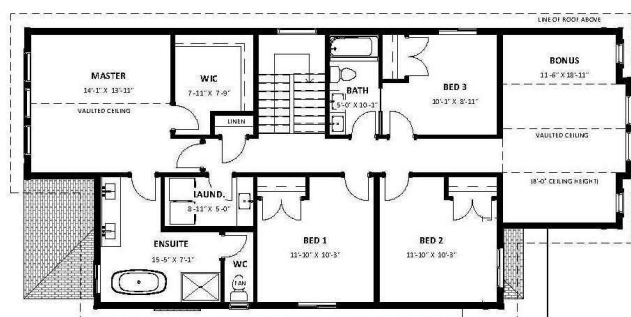 LINE OF ROOF ABOVE
MASTER
14'-1" X 13'-11"
VAULTED CEILING
WIC
7'-11" X 7'-9"
LINEN
BATH
5'-0" X 10'-1"
BED 3
10'-1" X 8'-11"
BONUS
11'-6" X 18'-11"
VAULTED CEILING
(8'-0" CEILING HEIGHT)
LAUND.
8'-11" X 5'-0"
ENSUITE
15'-5" X 7'-1"
WC
FAN
BED 1
11'-10" X 10'-3"
BED 2
11'-10" X 10'-3"